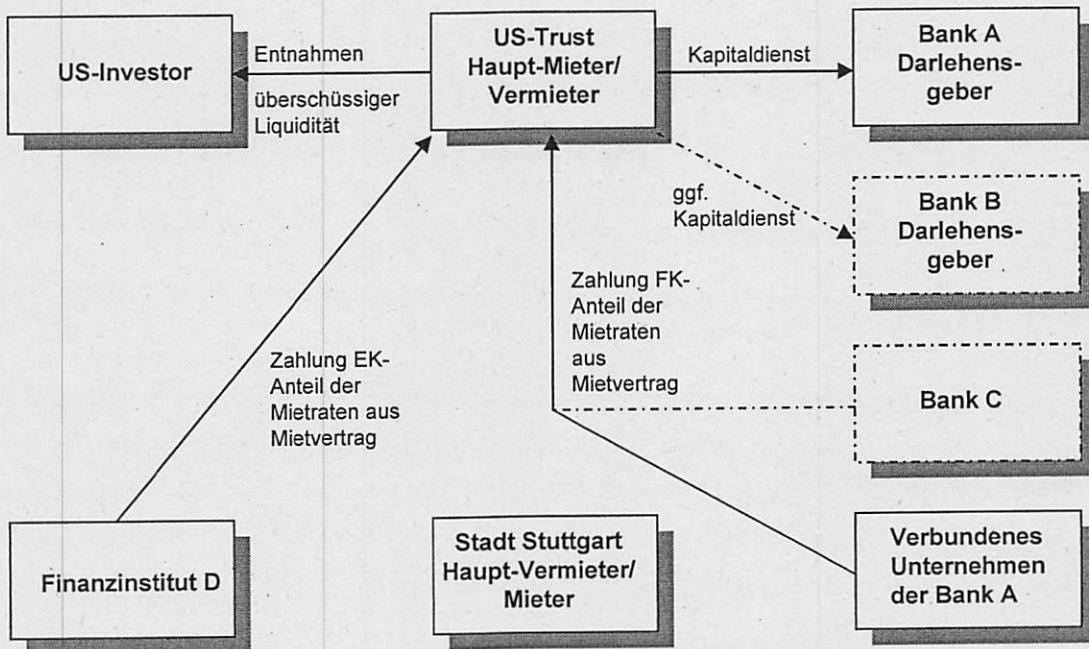 US-Investor
Entnahmen
überschüssiger
Liquidität
US-Trust
Haupt-Mieter/
Vermieter
Kapitaldienst
Bank A
Darlehens-
geber
ggf.
Kapitaldienst
Bank B
Darlehens-
geber
Zahlung FK-
Anteil der
Mietraten
aus
Mietvertrag
Zahlung EK-
Anteil der
Mietraten aus
Mietvertrag
Bank C
Finanzinstitut D
Stadt Stuttgart
Haupt-Vermieter/
Mieter
Verbundenes
Unternehmen
der Bank A